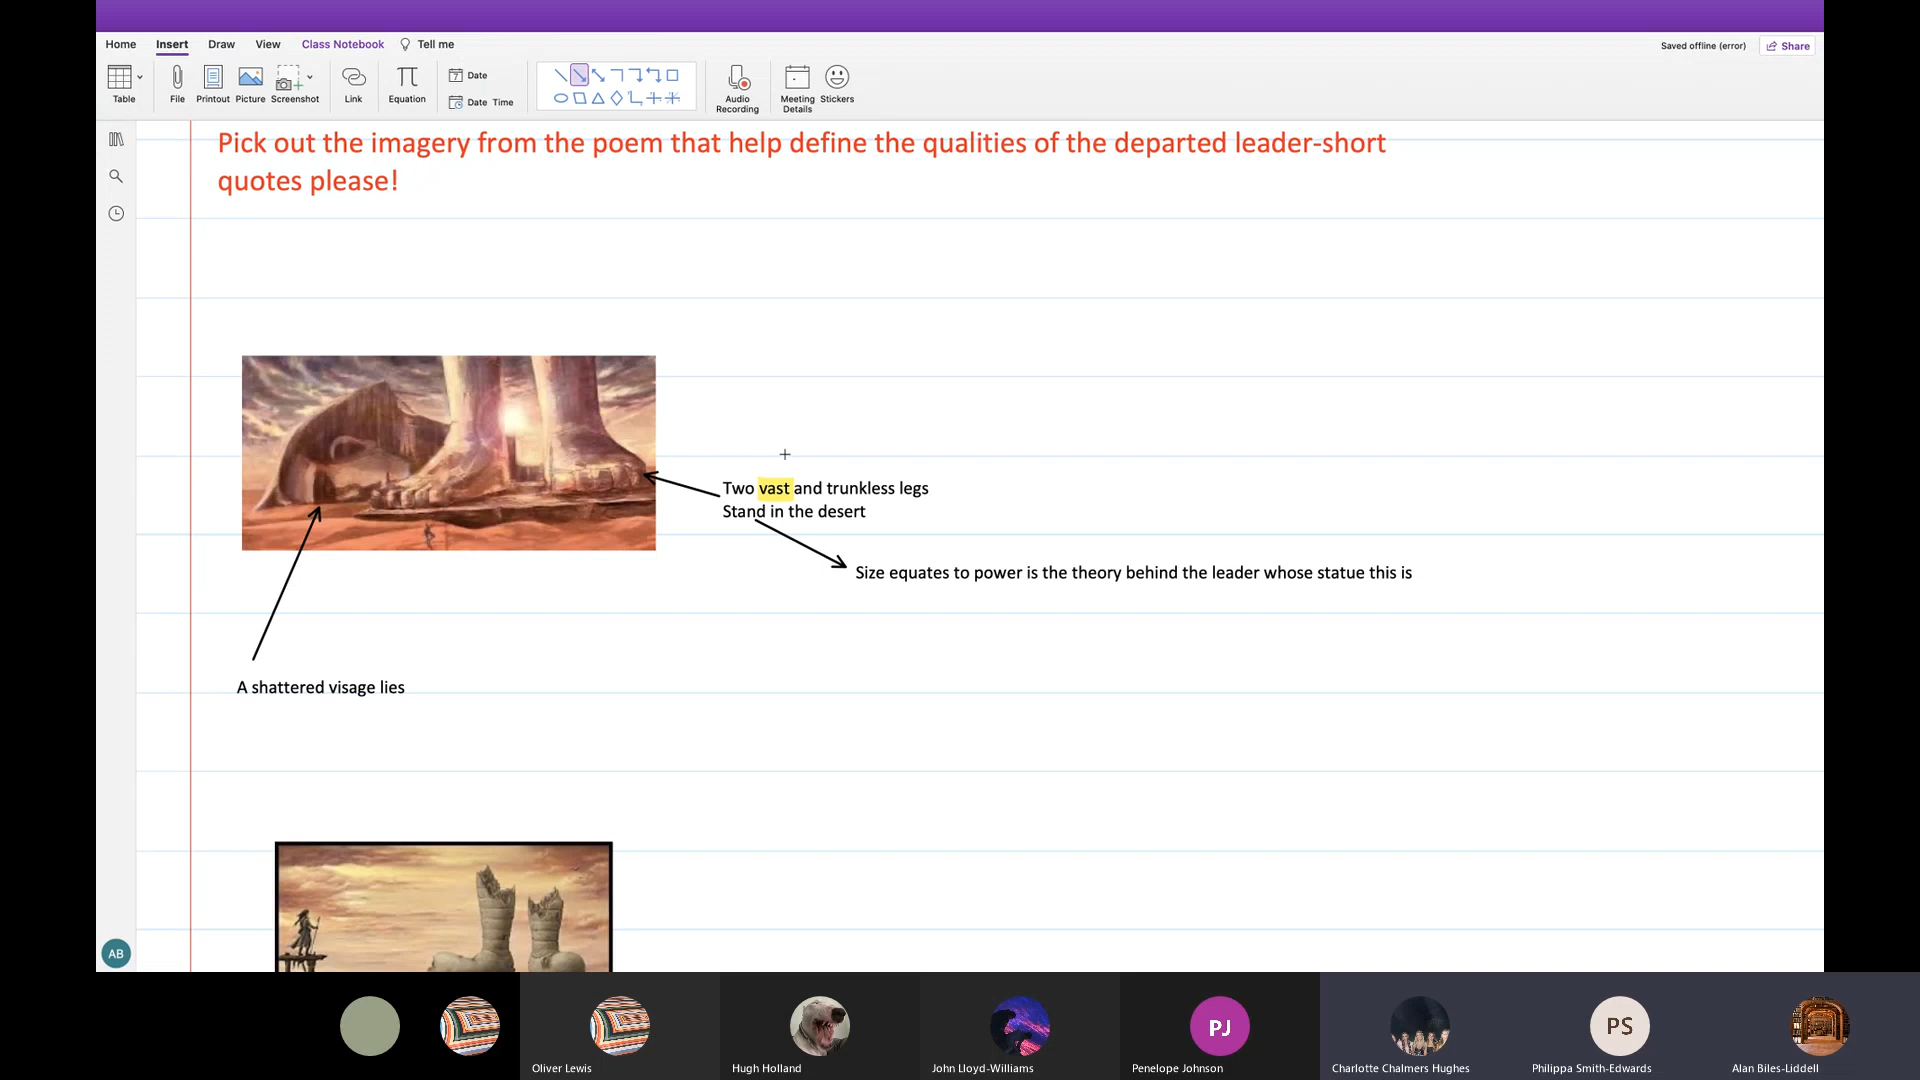 Home Insert Draw View Class Notebook Tell me
Saved offline (error) Share
Table File Printout Picture Screenshot Link Equation
Date
Date Time
Audio Recording
Meeting Details
Stickers
Pick out the imagery from the poem that help define the qualities of the departed leader-short
quotes please!
Two vast and trunkless legs
Stand in the desert
Size equates to power is the theory behind the leader whose statue this is
A shattered visage lies
AB
PJ
PS
Oliver Lewis
Hugh Holland
John Lloyd-Williams
Penelope Johnson
Charlotte Chalmers Hughes
Philippa Smith-Edwards
Alan Biles-Liddell